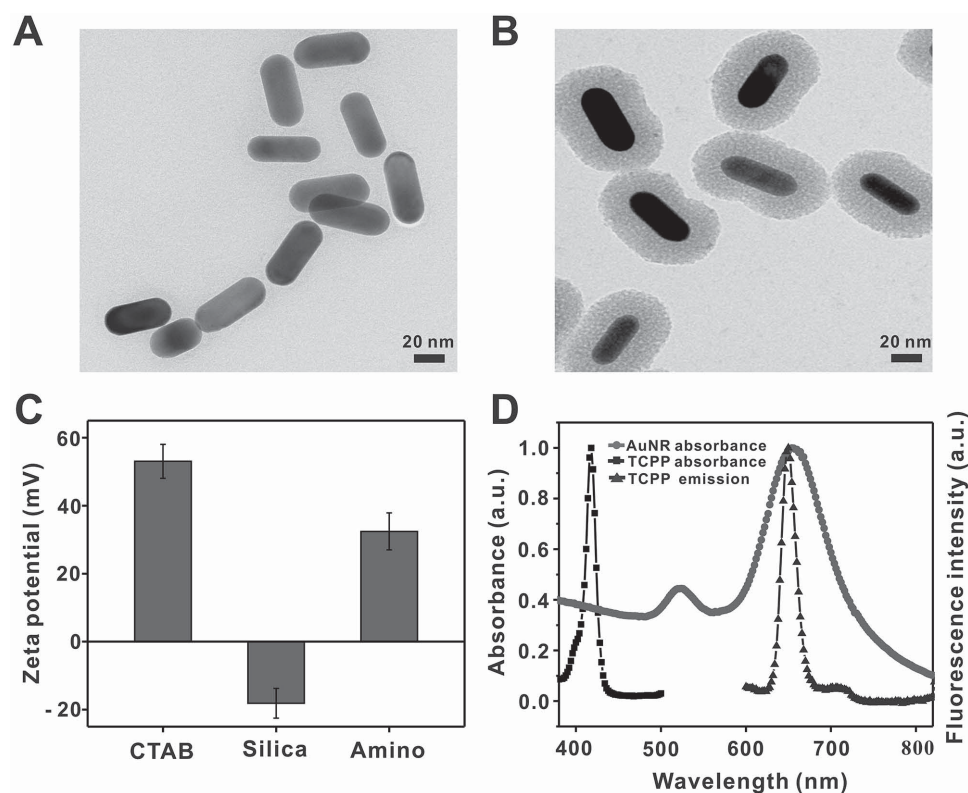 A
B
20 nm
20 nm
C
D
Zeta potential (mV)
60
40
20
0
- 20
CTAB
Silica
Amino
Absorbance (a.u.)
1.0
0.8
0.6
0.4
0.2
0.0
AuNR absorbance
TCPP absorbance
TCPP emission
Fluorescence intensity (a.u.)
400
500
600
700
800
Wavelength (nm)